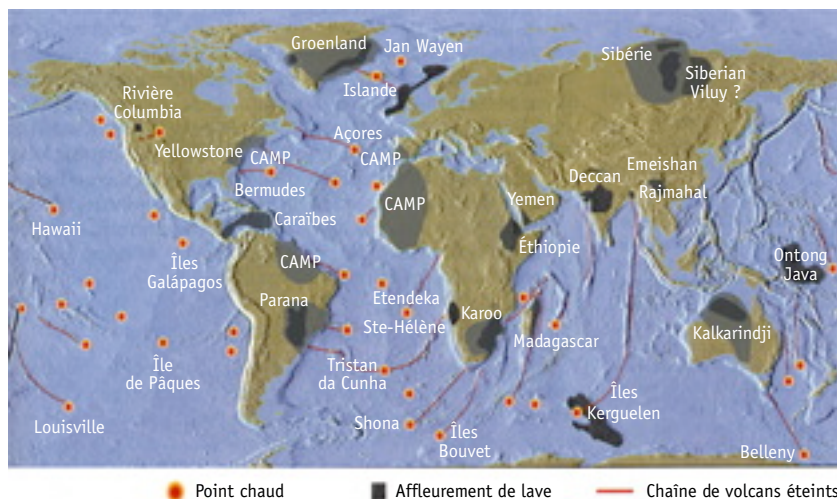 Groenland
Jan Wayen
Sibérie
Siberian
Viluy ?
Islande
Rivière
Columbia
Açores
Yellowstone
CAMP
CAMP
Emeishan
Deccan
Rajmahal
Bermudes
Yemen
CAMP
Caraïbes
Hawaii
Éthiopie
Îles
Galápagos
CAMP
Ontong
Java
Etendeka
Parana
Karoo
Ste-Hélène
Madagascar
Kalkarindji
Île
de Pâques
Tristan
da Cunha
Îles
Kerguelen
Louisville
Shona
Îles
Bouvet
Belleny
Point chaud
Affleurement de lave
Chaîne de volcans éteints